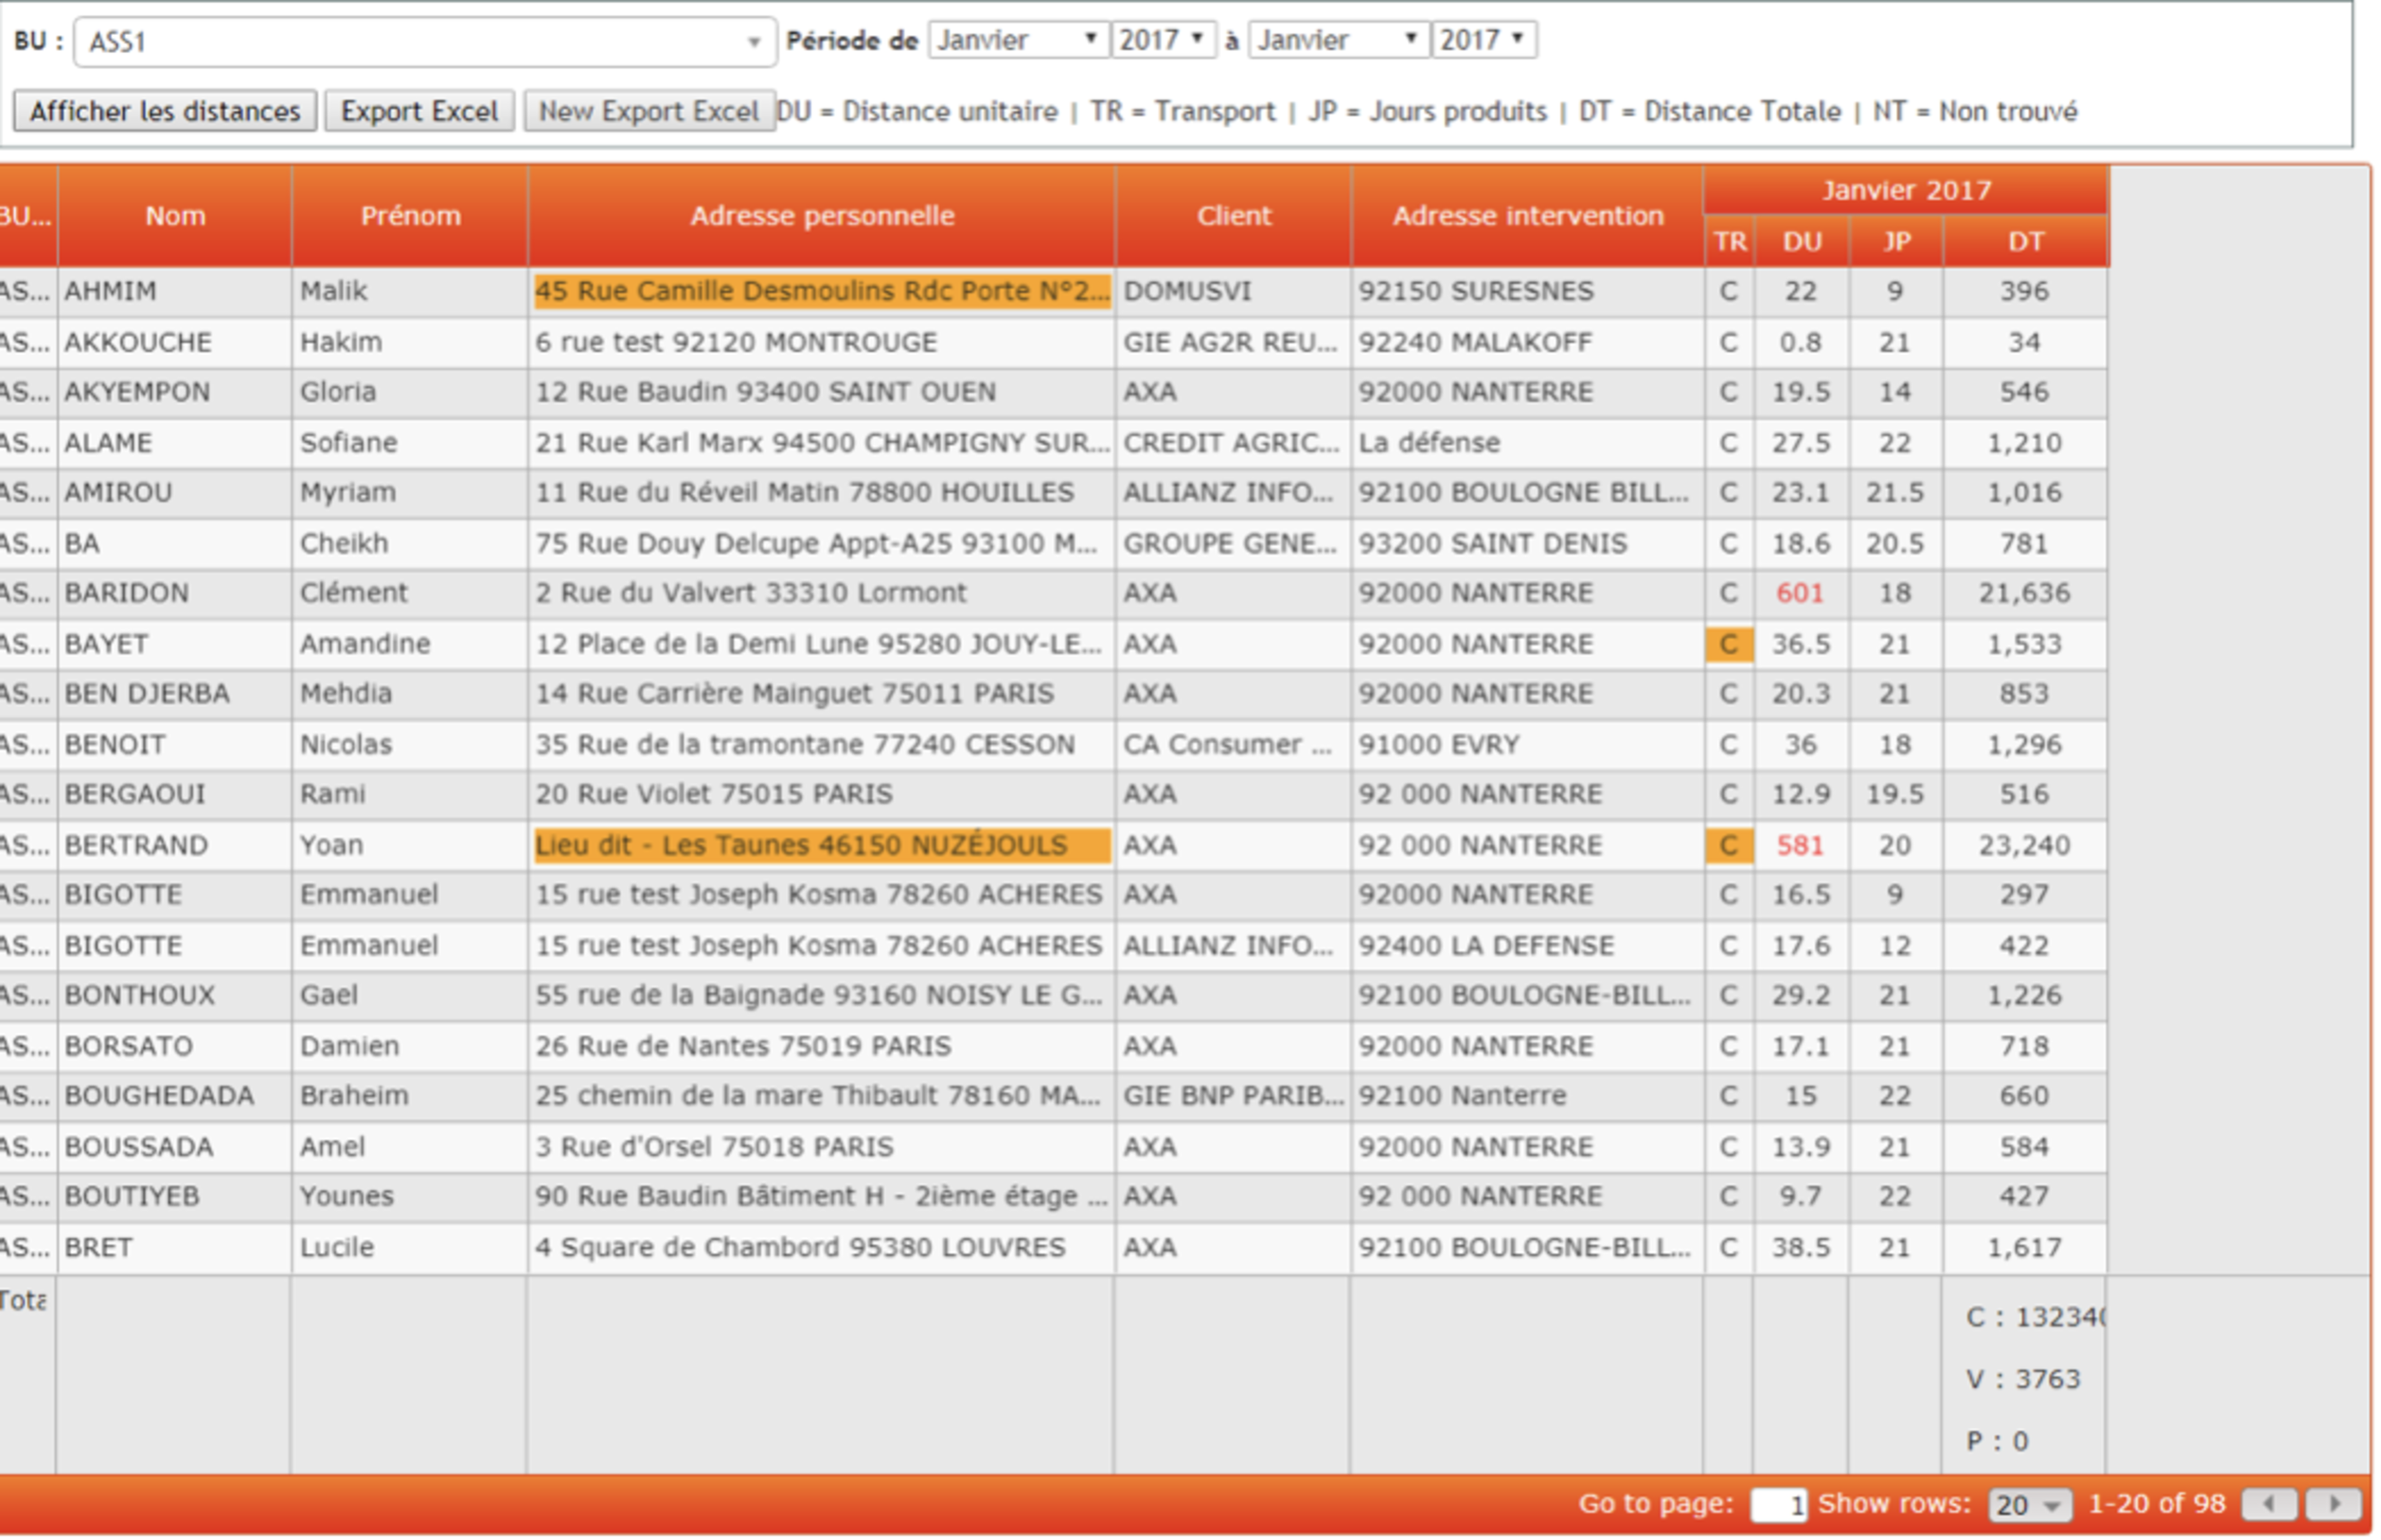 BU : ASS1 Période de Janvier 2017 à Janvier 2017
Afficher les distances Export Excel New Export Excel DU = Distance unitaire | TR = Transport | JP = Jours produits | DT = Distance Totale | NT = Non trouvé
Janvier 2017
BU... Nom Prénom Adresse personnelle Client Adresse intervention TR DU JP DT
AS... AHMIM Malik 45 Rue Camille Desmoulins Rdc Porte N°2... DOMUSVI 92150 SURESNES C 22 9 396
AS... AKKOUCHE Hakim 6 rue test 92120 MONTROUGE GIE AG2R REU... 92240 MALAKOFF C 0.8 21 34
AS... AKYEMPON Gloria 12 Rue Baudin 93400 SAINT OUEN AXA 92000 NANTERRE C 19.5 14 546
AS... ALAME Sofiane 21 Rue Karl Marx 94500 CHAMPIGNY SUR... CREDIT AGRIC... La défense C 27.5 22 1,210
AS... AMIROU Myriam 11 Rue du Réveil Matin 78800 HOUILLES ALLIANZ INFO... 92100 BOULOGNE BILL... C 23.1 21.5 1,016
AS... BA Cheikh 75 Rue Douy Delcupe Appt-A25 93100 M... GROUPE GENE... 93200 SAINT DENIS C 18.6 20.5 781
AS... BARIDON Clément 2 Rue du Valvert 33310 Lormont AXA 92000 NANTERRE C 601 18 21,636
AS... BAYET Amandine 12 Place de la Demi Lune 95280 JOUY-LE... AXA 92000 NANTERRE C 36.5 21 1,533
AS... BEN DJERBA Mehdia 14 Rue Carrière Mainguet 75011 PARIS AXA 92000 NANTERRE C 20.3 21 853
AS... BENOIT Nicolas 35 Rue de la tramontane 77240 CESSON CA Consumer ... 91000 EVRY C 36 18 1,296
AS... BERGAOUI Rami 20 Rue Violet 75015 PARIS AXA 92 000 NANTERRE C 12.9 19.5 516
AS... BERTRAND Yoan Lieu dit - Les Taunes 46150 NUZÉJOULS AXA 92 000 NANTERRE C 581 20 23,240
AS... BIGOTTE Emmanuel 15 rue test Joseph Kosma 78260 ACHERES AXA 92000 NANTERRE C 16.5 9 297
AS... BIGOTTE Emmanuel 15 rue test Joseph Kosma 78260 ACHERES ALLIANZ INFO... 92400 LA DEFENSE C 17.6 12 422
AS... BONTHOUX Gael 55 rue de la Baignade 93160 NOISY LE G... AXA 92100 BOULOGNE-BILL... C 29.2 21 1,226
AS... BORSATO Damien 26 Rue de Nantes 75019 PARIS AXA 92000 NANTERRE C 17.1 21 718
AS... BOUGHEDADA Braheim 25 chemin de la mare Thibault 78160 MA... GIE BNP PARIB... 92100 Nanterre C 15 22 660
AS... BOUSSADA Amel 3 Rue d'Orsel 75018 PARIS AXA 92000 NANTERRE C 13.9 21 584
AS... BOUTIYEB Younes 90 Rue Baudin Bâtiment H - 2ième étage ... AXA 92 000 NANTERRE C 9.7 22 427
AS... BRET Lucile 4 Square de Chambord 95380 LOUVRES AXA 92100 BOULOGNE-BILL... C 38.5 21 1,617
Tota
C : 132340
V : 3763
P : 0
Go to page: 1 Show rows: 20 1-20 of 98